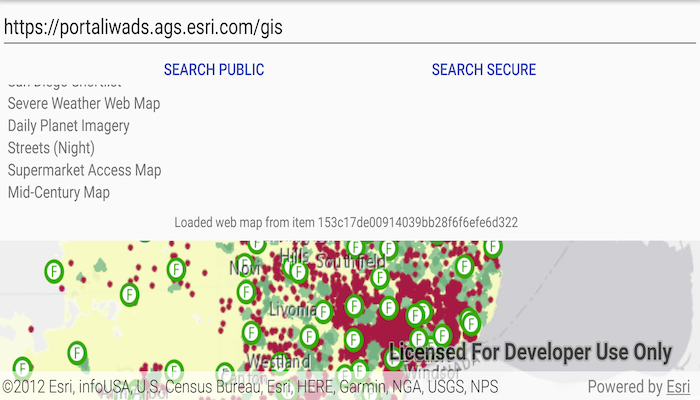 https://portaliwads.ags.esri.com/gis
SEARCH PUBLIC
SEARCH SECURE
San Diego Shortlist
Severe Weather Web Map
Daily Planet Imagery
Streets (Night)
Supermarket Access Map
Mid-Century Map
Loaded web map from item 153c17de00914039bb28f6f6efe6d322
Hills
Southfield
Novi
Livonia
Westland
Licensed For Developer Use Only
Windsor
Canton
©2012 Esri, infoUSA, U.S. Census Bureau, Esri, HERE, Garmin, NGA, USGS, NPS
Powered by Esri